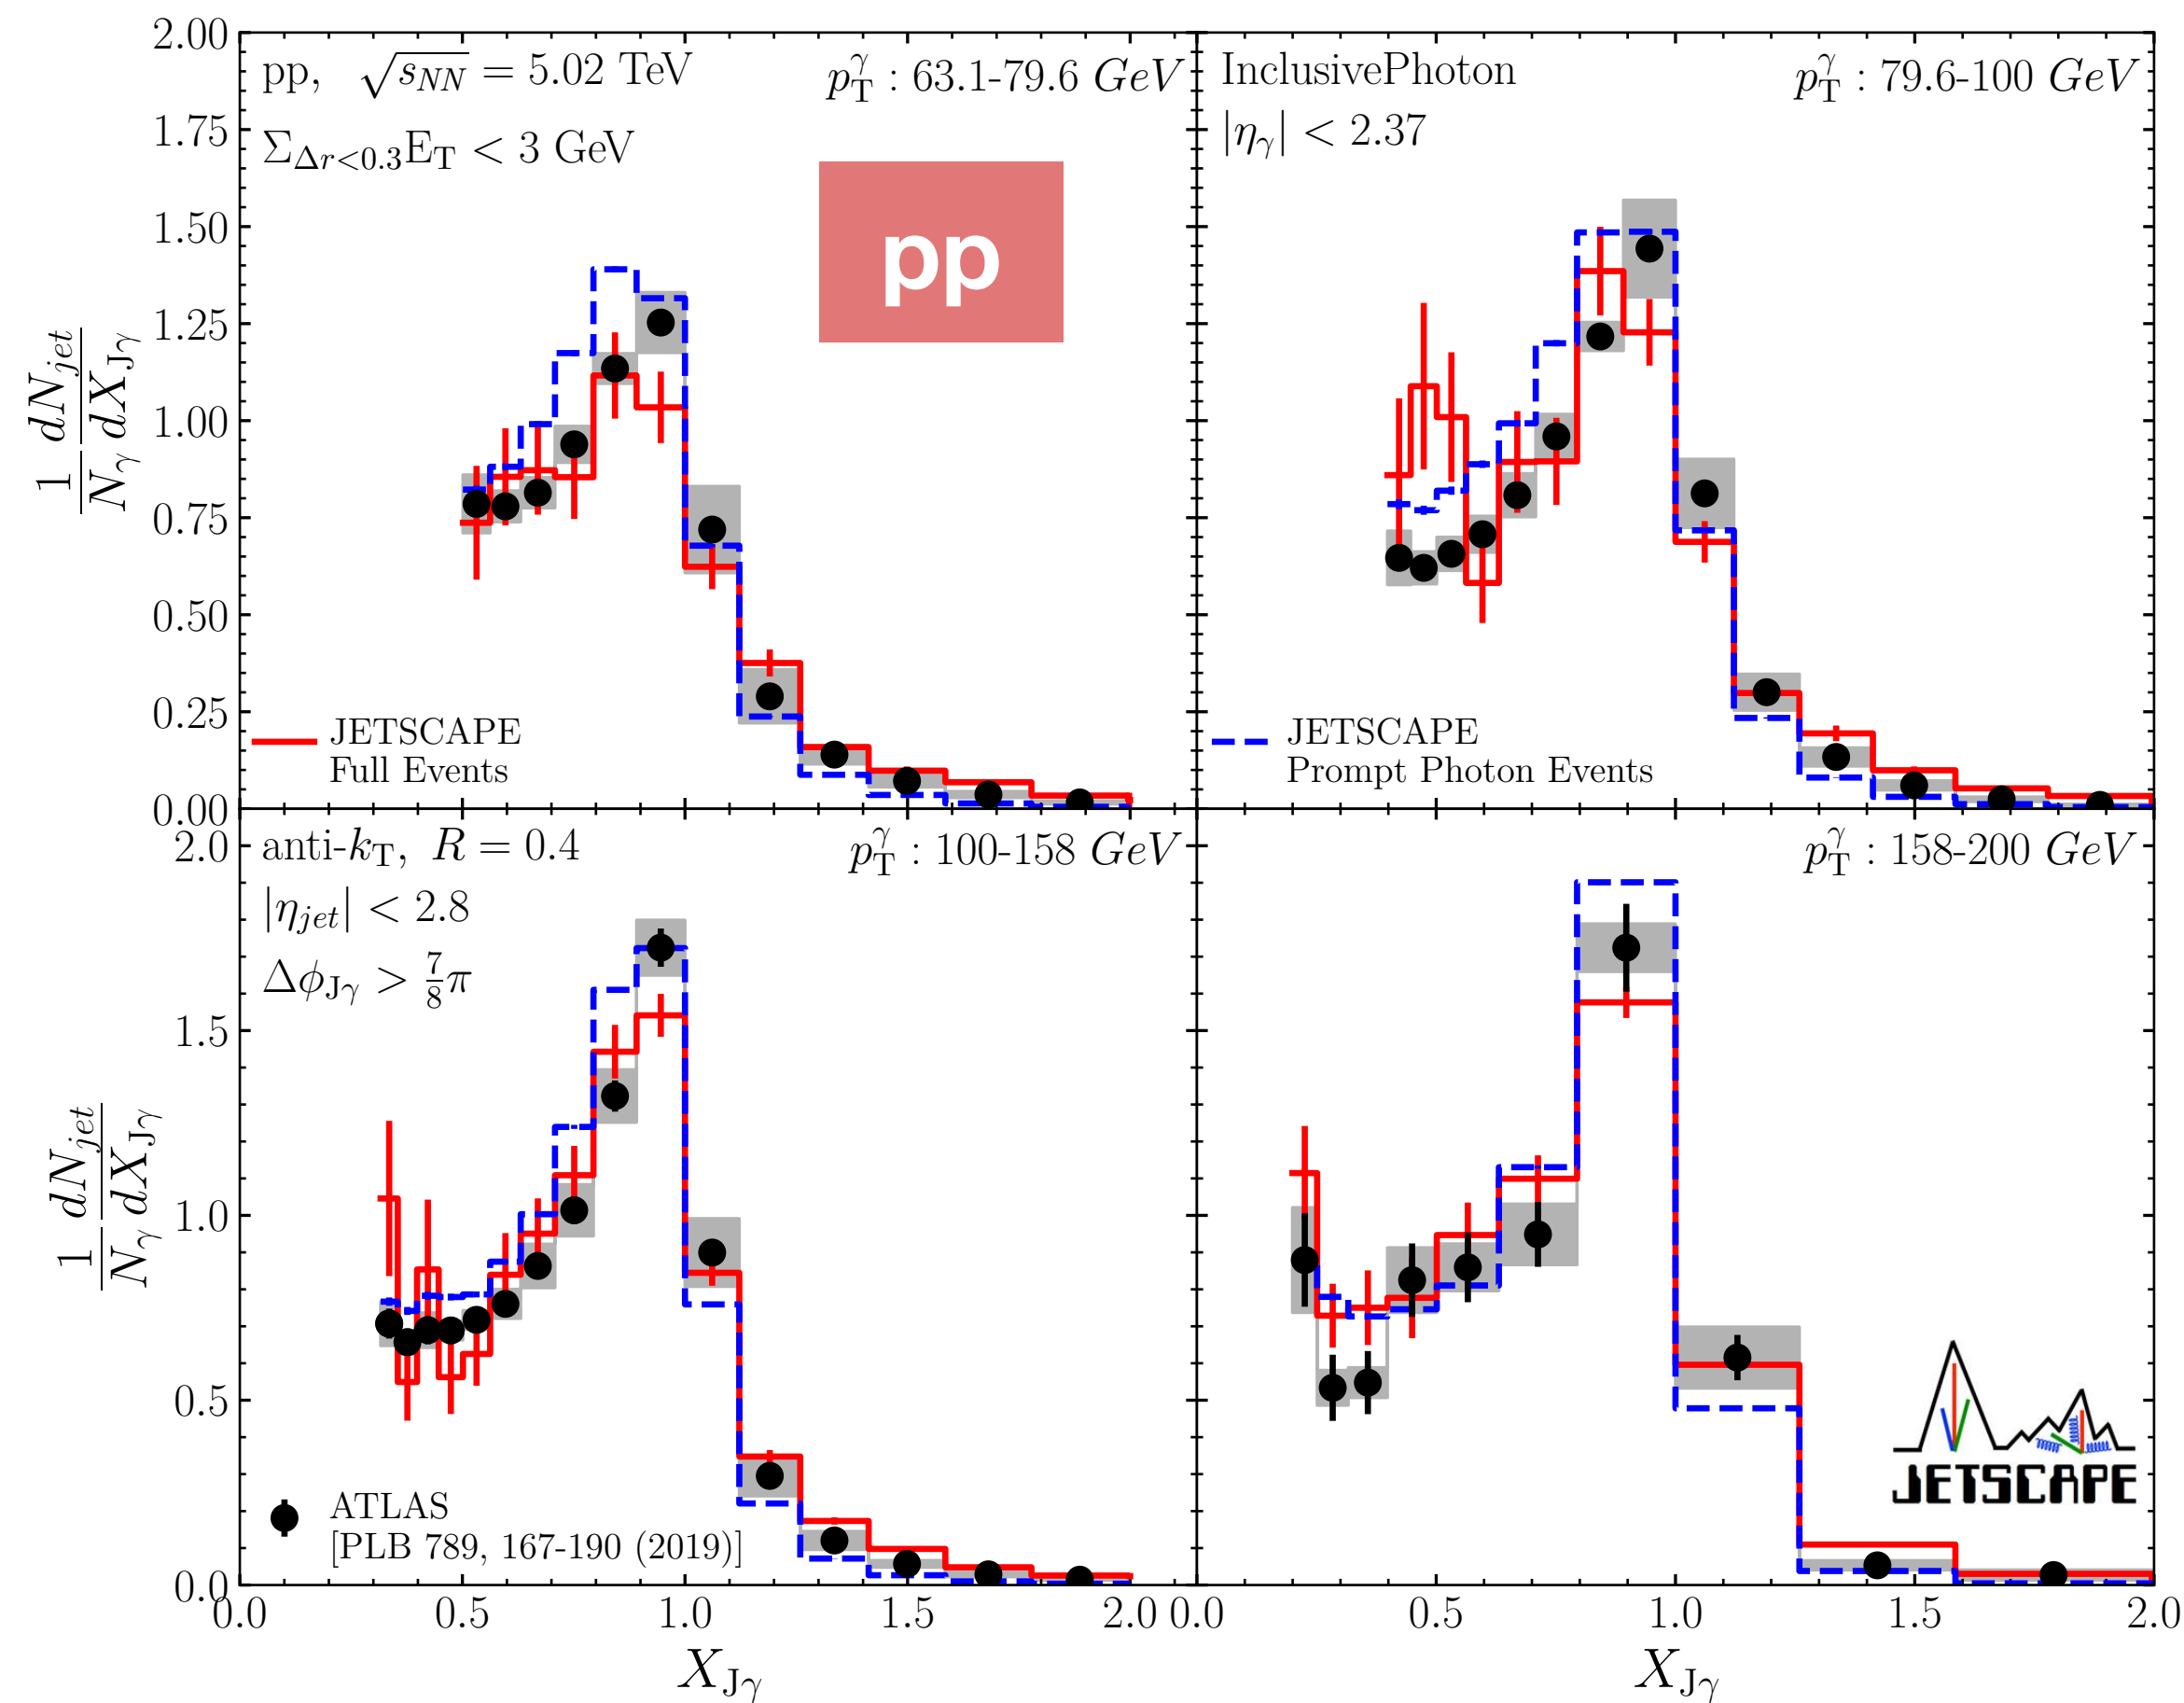 2.00
1.75
1.50
1.25
1.00
0.75
0.50
0.25
0.00
1/N_γ dN_jet/dX_Jγ
pp, √s_NN = 5.02 TeV
p_T^γ : 63.1-79.6 GeV
Σ_Δr<0.3 E_T < 3 GeV
pp
JETSCAPE
Full Events
InclusivePhoton
p_T^γ : 79.6-100 GeV
|η_γ| < 2.37
JETSCAPE
Prompt Photon Events
2.0
1.5
1.0
0.5
0.0
1/N_γ dN_jet/dX_Jγ
anti-k_T, R = 0.4
p_T^γ : 100-158 GeV
|η_jet| < 2.8
Δφ_Jγ > 7/8 π
ATLAS
[PLB 789, 167-190 (2019)]
p_T^γ : 158-200 GeV
JETSCAPE
0.0 0.5 1.0 1.5 2.0 0.0 0.5 1.0 1.5 2.0
X_Jγ X_Jγ